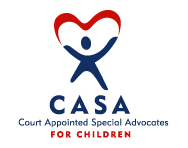 CASA
Court Appointed Special Advocates
FOR CHILDREN